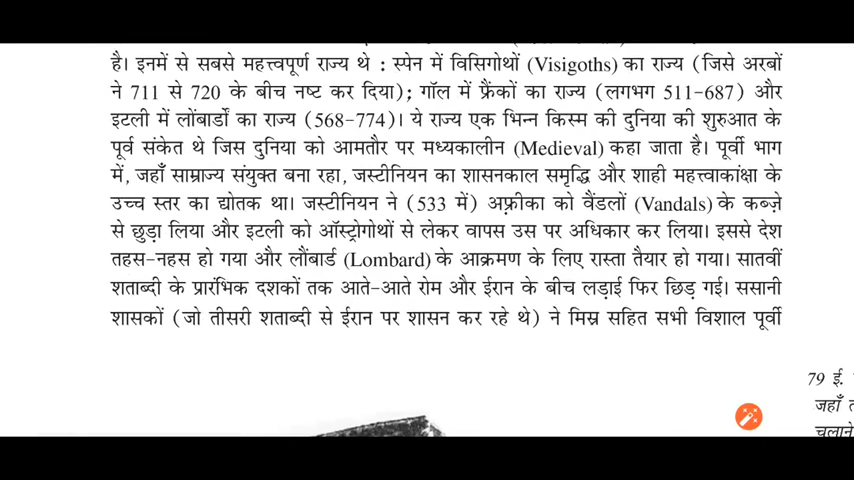 है। इनमें से सबसे महत्त्वपूर्ण राज्य थे : स्पेन में विसिगोथों (Visigoths) का राज्य (जिसे अरबों
ने 711 से 720 के बीच नष्ट कर दिया); गॉल में फ्रैंकों का राज्य (लगभग 511-687) और
इटली में लोंबार्डों का राज्य (568-774)। ये राज्य एक भिन्न किस्म की दुनिया की शुरुआत के
पूर्व संकेत थे जिस दुनिया को आमतौर पर मध्यकालीन (Medieval) कहा जाता है। पूर्वी भाग
में, जहाँ साम्राज्य संयुक्त बना रहा, जस्टीनियन का शासनकाल समृद्धि और शाही महत्त्वाकांक्षा के
उच्च स्तर का द्योतक था। जस्टीनियन ने (533 में) अफ़्रीका को वैंडलों (Vandals) के कब्ज़े
से छुड़ा लिया और इटली को ऑस्ट्रोगोथों से लेकर वापस उस पर अधिकार कर लिया। इससे देश
तहस-नहस हो गया और लौंबार्ड (Lombard) के आक्रमण के लिए रास्ता तैयार हो गया। सातवीं
शताब्दी के प्रारंभिक दशकों तक आते-आते रोम और ईरान के बीच लड़ाई फिर छिड़ गई। ससानी
शासकों (जो तीसरी शताब्दी से ईरान पर शासन कर रहे थे) ने मिस्र सहित सभी विशाल पूर्वी
79 ई.
जहाँ
चलाने